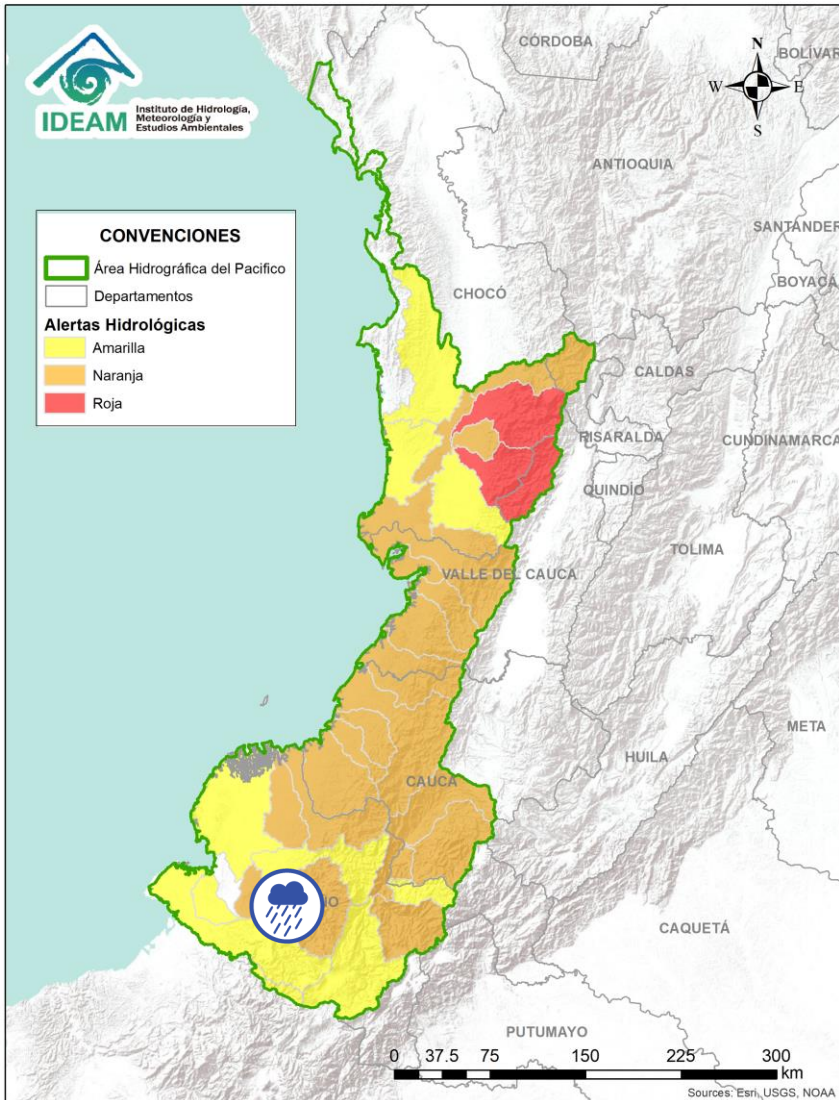 IDEAM
Instituto de Hidrología,
Meteorología y
Estudios Ambientales
CÓRDOBA
BOLÍVAR
N
W
E
S
ANTIOQUIA
SANTANDER
BOYACÁ
CHOCÓ
CONVENCIONES
Área Hidrográfica del Pacifico
Departamentos
Alertas Hidrológicas
Amarilla
Naranja
Roja
CALDAS
RISARALDA
CUNDINAMARCA
QUINDÍO
TOLIMA
VALLE DEL CAUCA
META
HUILA
CAUCA
ÑO
CAQUETÁ
PUTUMAYO
0 37.5 75 150 225 300
km
Sources: Esri, USGS, NOAA